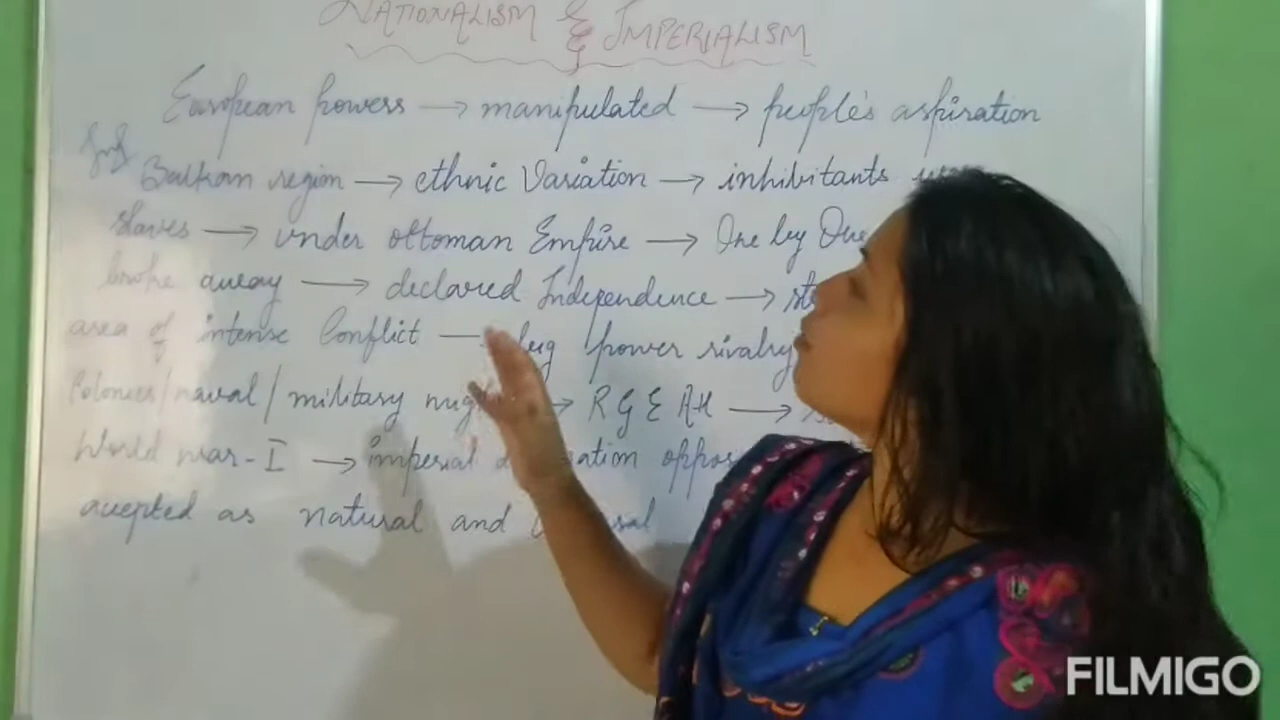 NATIONALISM & IMPERIALISM
European powers → manipulated → people's aspiration
Balkan region → ethnic Variation → inhibitants
slaves → under ottoman Empire → One by One
broke away → declared Independence →
area of intense Conflict — big power rivalry
Colonies/naval/military → R G E AH →
World war-I → imperial
accepted as natural and
FILMIGO